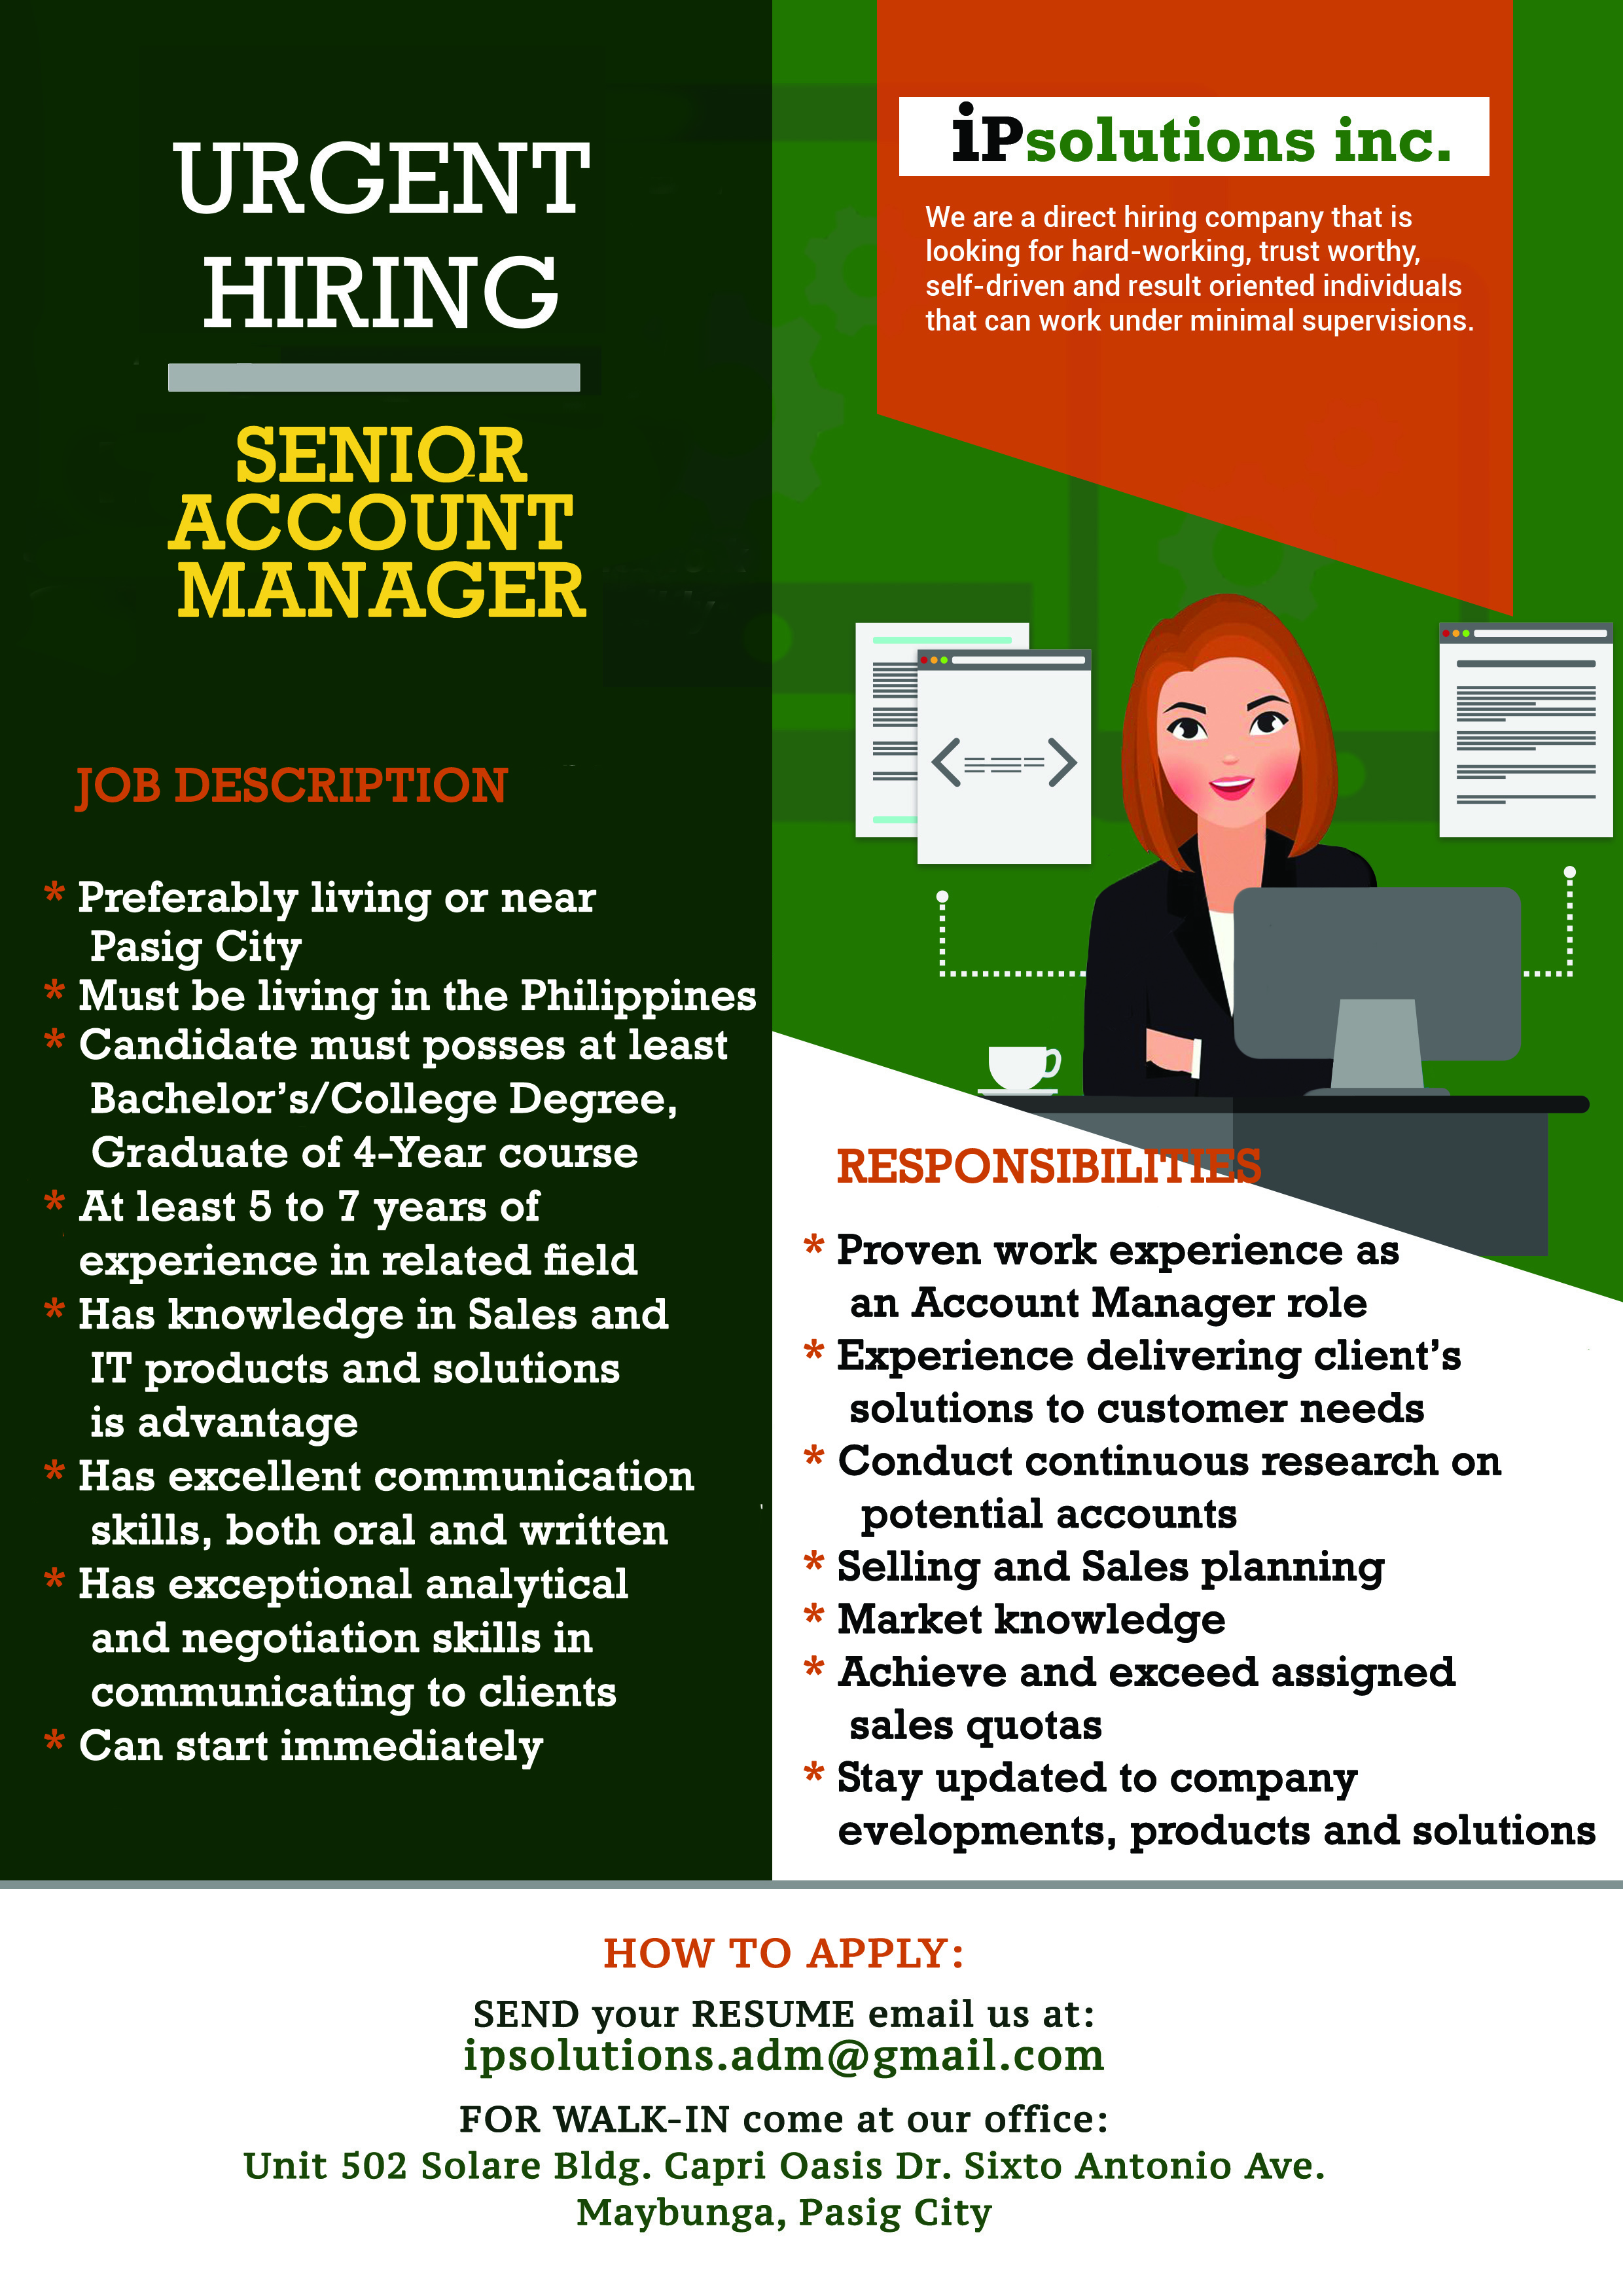 URGENT
HIRING
SENIOR
ACCOUNT
MANAGER
iPsolutions inc.
We are a direct hiring company that is
looking for hard-working, trust worthy,
self-driven and result oriented individuals
that can work under minimal supervisions.
JOB DESCRIPTION
* Preferably living or near
Pasig City
* Must be living in the Philippines
* Candidate must posses at least
Bachelor's/College Degree,
Graduate of 4-Year course
* At least 5 to 7 years of
experience in related field
* Has knowledge in Sales and
IT products and solutions
is advantage
* Has excellent communication
skills, both oral and written
* Has exceptional analytical
and negotiation skills in
communicating to clients
* Can start immediately
RESPONSIBILITIES
* Proven work experience as
an Account Manager role
* Experience delivering client's
solutions to customer needs
* Conduct continuous research on
potential accounts
* Selling and Sales planning
* Market knowledge
* Achieve and exceed assigned
sales quotas
* Stay updated to company
evelopments, products and solutions
HOW TO APPLY:
SEND your RESUME email us at:
ipsolutions.adm@gmail.com
FOR WALK-IN come at our office:
Unit 502 Solare Bldg. Capri Oasis Dr. Sixto Antonio Ave.
Maybunga, Pasig City